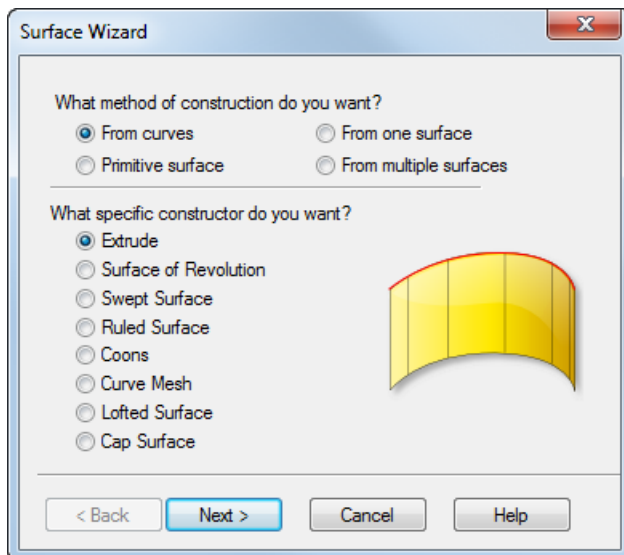 Surface Wizard
What method of construction do you want?
From curves From one surface
Primitive surface From multiple surfaces
What specific constructor do you want?
Extrude
Surface of Revolution
Swept Surface
Ruled Surface
Coons
Curve Mesh
Lofted Surface
Cap Surface
< Back Next > Cancel Help